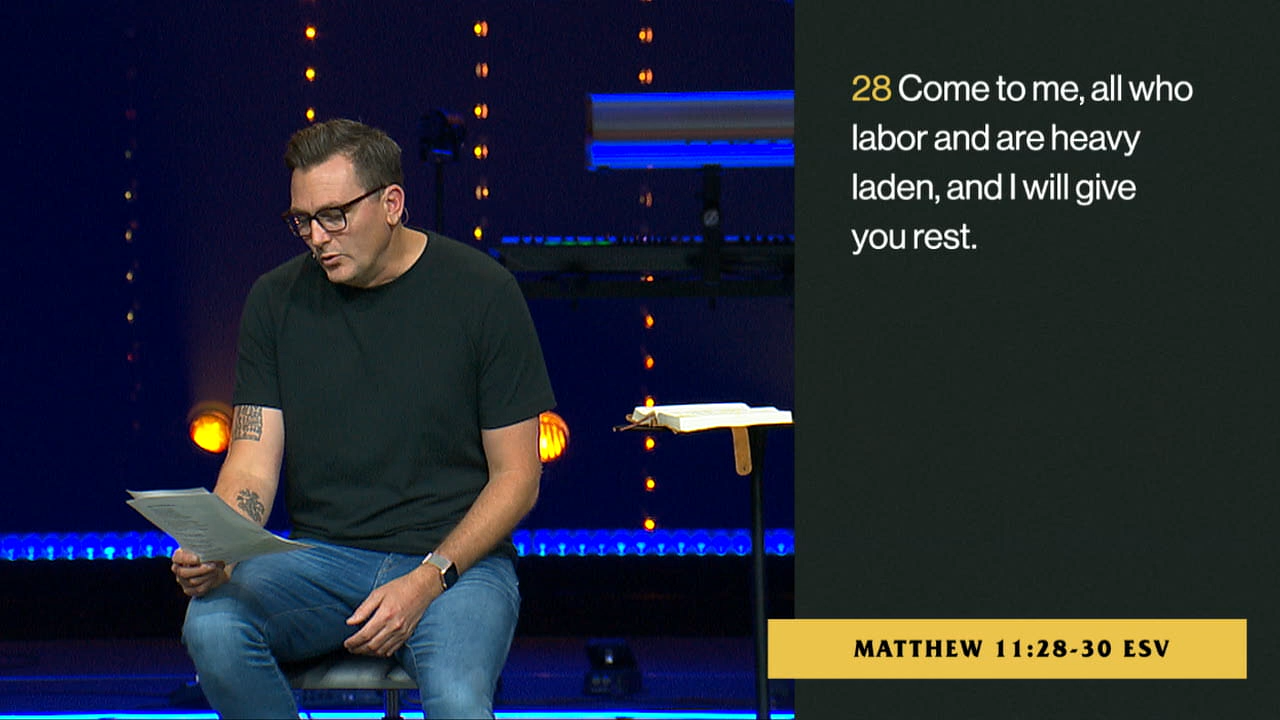 28 Come to me, all who
labor and are heavy
laden, and I will give
you rest.
MATTHEW 11:28-30 ESV